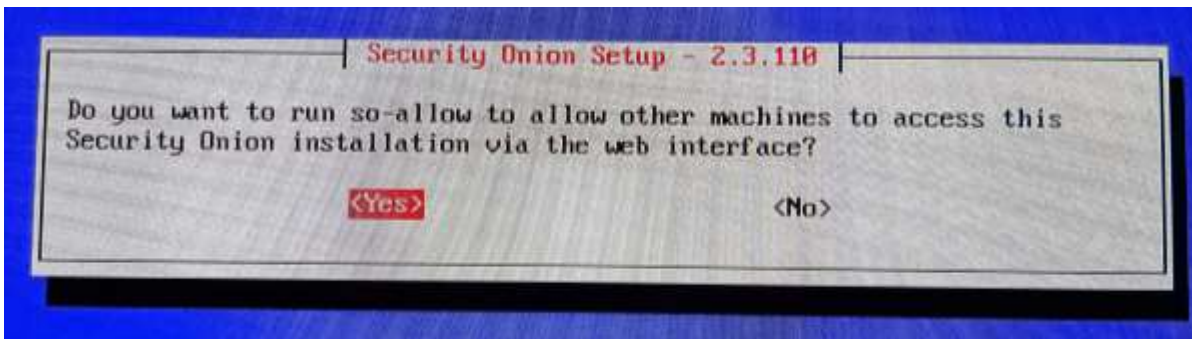 Security Onion Setup - 2.3.110
Do you want to run so-allow to allow other machines to access this
Security Onion installation via the web interface?
<Yes> <No>